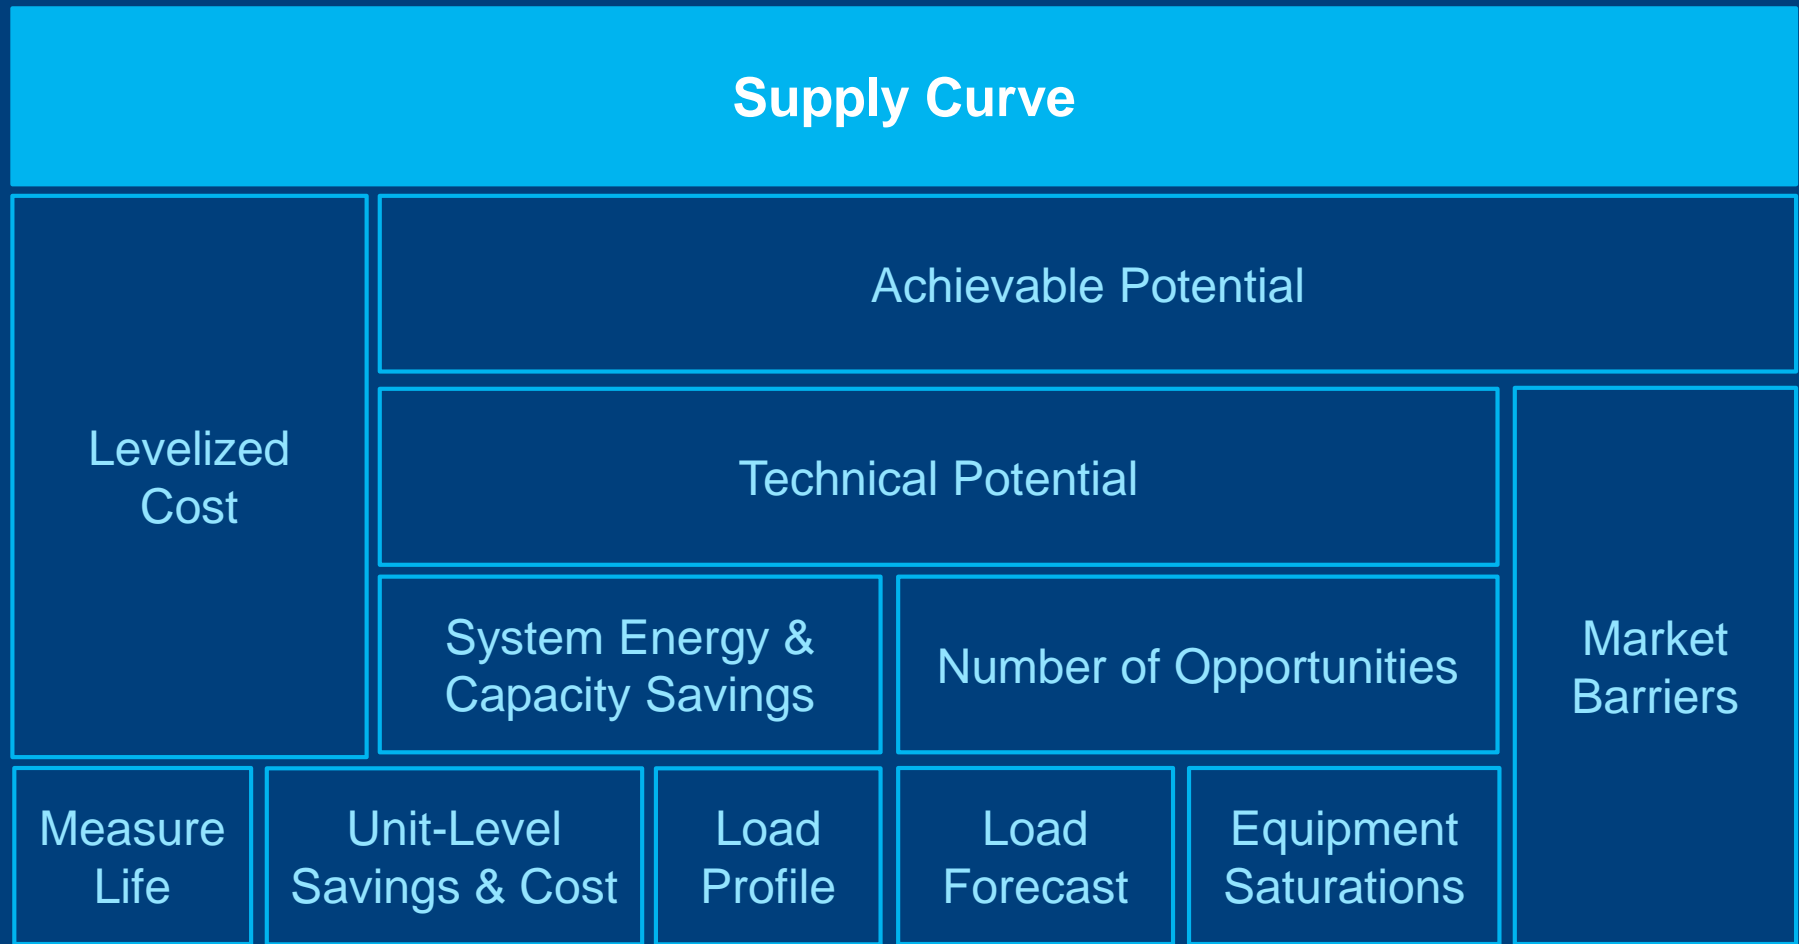 Supply Curve
Achievable Potential
Levelized
Cost
Technical Potential
System Energy &
Capacity Savings
Number of Opportunities
Market
Barriers
Measure
Life
Unit-Level
Savings & Cost
Load
Profile
Load
Forecast
Equipment
Saturations